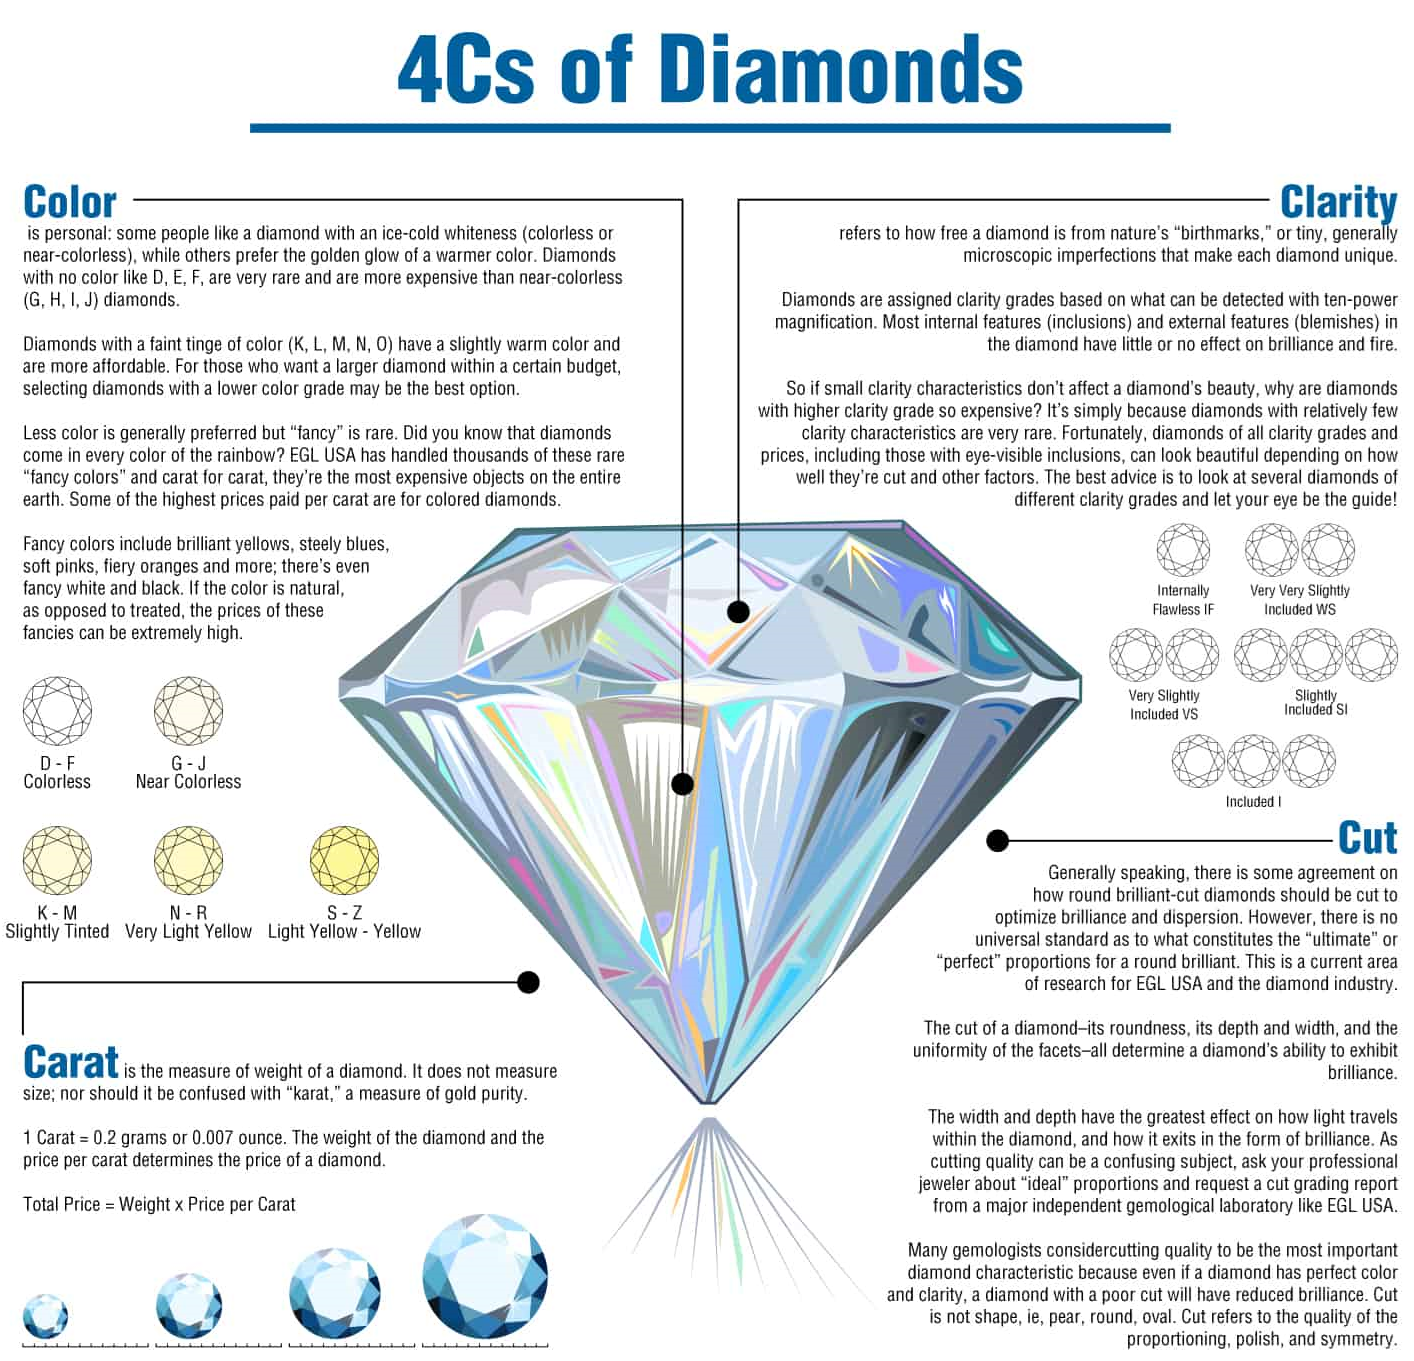 4Cs of Diamonds
Color
is personal: some people like a diamond with an ice-cold whiteness (colorless or
near-colorless), while others prefer the golden glow of a warmer color. Diamonds
with no color like D, E, F, are very rare and are more expensive than near-colorless
(G, H, I, J) diamonds.
Diamonds with a faint tinge of color (K, L, M, N, O) have a slightly warm color and
are more affordable. For those who want a larger diamond within a certain budget,
selecting diamonds with a lower color grade may be the best option.
Less color is generally preferred but “fancy” is rare. Did you know that diamonds
come in every color of the rainbow? EGL USA has handled thousands of these rare
“fancy colors” and carat for carat, they’re the most expensive objects on the entire
earth. Some of the highest prices paid per carat are for colored diamonds.
Fancy colors include brilliant yellows, steely blues,
soft pinks, fiery oranges and more; there’s even
fancy white and black. If the color is natural,
as opposed to treated, the prices of these
fancies can be extremely high.
D - F
Colorless
G - J
Near Colorless
K - M
Slightly Tinted
N - R
Very Light Yellow
S - Z
Light Yellow - Yellow
Carat is the measure of weight of a diamond. It does not measure
size; nor should it be confused with “karat,” a measure of gold purity.
1 Carat = 0.2 grams or 0.007 ounce. The weight of the diamond and the
price per carat determines the price of a diamond.
Total Price = Weight x Price per Carat
Clarity
refers to how free a diamond is from nature’s “birthmarks,” or tiny, generally
microscopic imperfections that make each diamond unique.
Diamonds are assigned clarity grades based on what can be detected with ten-power
magnification. Most internal features (inclusions) and external features (blemishes) in
the diamond have little or no effect on brilliance and fire.
So if small clarity characteristics don’t affect a diamond’s beauty, why are diamonds
with higher clarity grade so expensive? It’s simply because diamonds with relatively few
clarity characteristics are very rare. Fortunately, diamonds of all clarity grades and
prices, including those with eye-visible inclusions, can look beautiful depending on how
well they’re cut and other factors. The best advice is to look at several diamonds of
different clarity grades and let your eye be the guide!
Internally
Flawless IF
Very Very Slightly
Included WS
Very Slightly
Included VS
Slightly
Included SI
Included I
Cut
Generally speaking, there is some agreement on
how round brilliant-cut diamonds should be cut to
optimize brilliance and dispersion. However, there is no
universal standard as to what constitutes the “ultimate” or
“perfect” proportions for a round brilliant. This is a current area
of research for EGL USA and the diamond industry.
The cut of a diamond–its roundness, its depth and width, and the
uniformity of the facets–all determine a diamond’s ability to exhibit
brilliance.
The width and depth have the greatest effect on how light travels
within the diamond, and how it exits in the form of brilliance. As
cutting quality can be a confusing subject, ask your professional
jeweler about “ideal” proportions and request a cut grading report
from a major independent gemological laboratory like EGL USA.
Many gemologists considercutting quality to be the most important
diamond characteristic because even if a diamond has perfect color
and clarity, a diamond with a poor cut will have reduced brilliance. Cut
is not shape, ie, pear, round, oval. Cut refers to the quality of the
proportioning, polish, and symmetry.